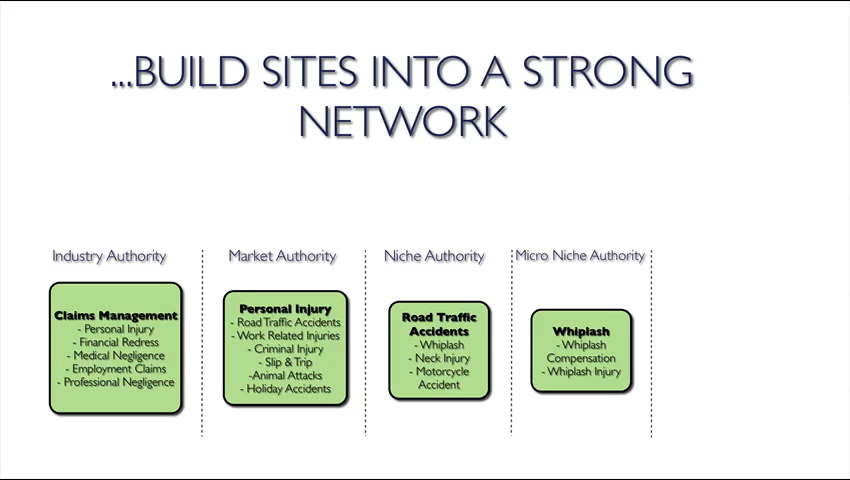 ...BUILD SITES INTO A STRONG
NETWORK
Industry Authority
Claims Management
- Personal Injury
- Financial Redress
- Medical Negligence
- Employment Claims
- Professional Negligence
Market Authority
Personal Injury
- Road Traffic Accidents
- Work Related Injuries
- Criminal Injury
- Slip & Trip
-Animal Attacks
- Holiday Accidents
Niche Authority
Road Traffic
Accidents
- Whiplash
- Neck Injury
- Motorcycle
Accident
Micro Niche Authority
Whiplash
- Whiplash
Compensation
- Whiplash Injury